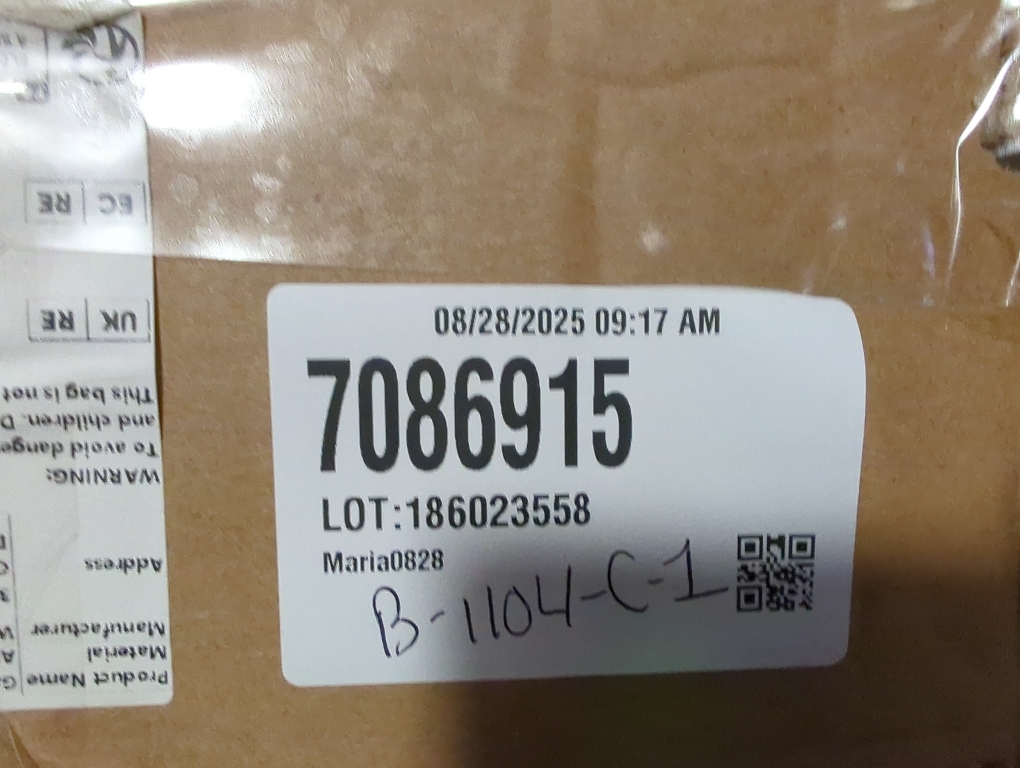 08/28/2025 09:17 AM
7086915
LOT:186023558
Maria0828
B-1104-C-1
Product Name
Material
Manufacturer
Address
WARNING:
To avoid dange
and children. D
This bag is not
UK RE
EC RE